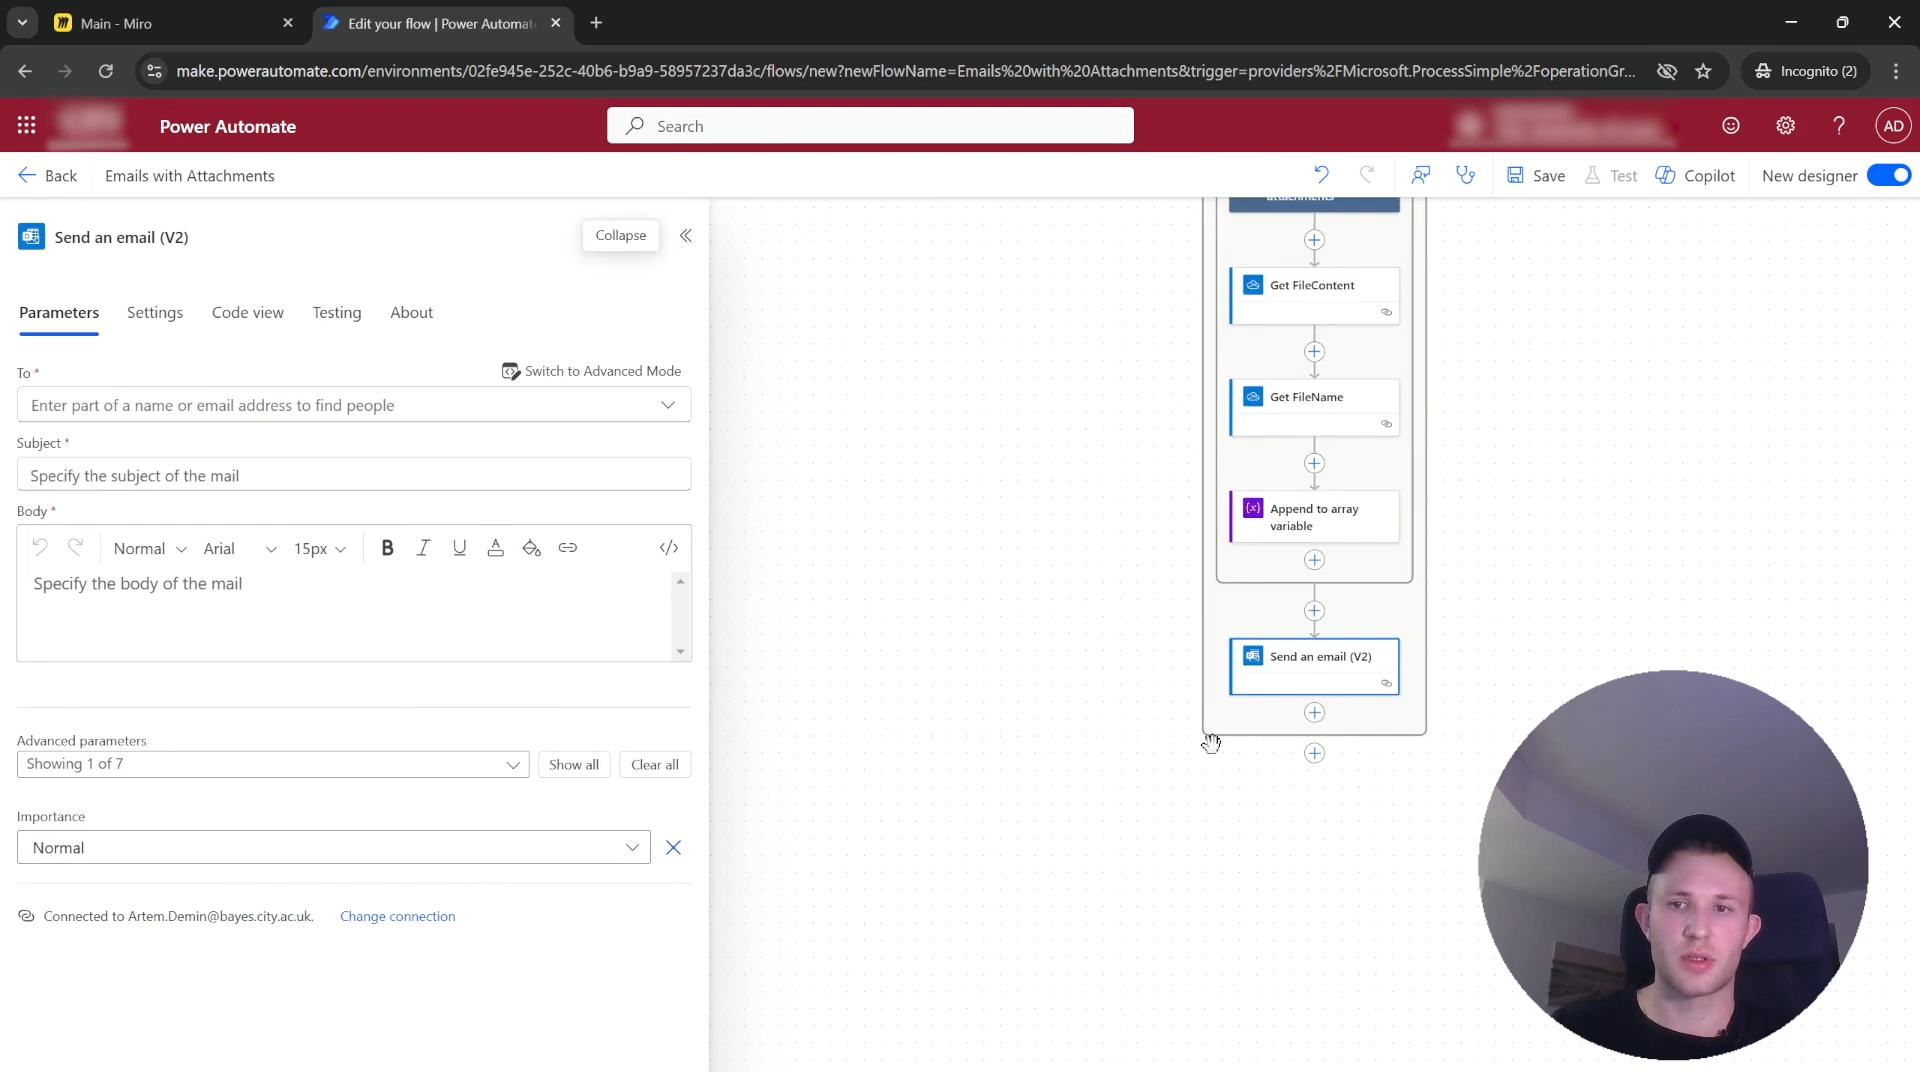 Main - Miro
Edit your flow | Power Automat
make.powerautomate.com/environments/02fe945e-252c-40b6-b9a9-58957237da3c/flows/new?newFlowName=Emails%20with%20Attachments&trigger=providers%2FMicrosoft.ProcessSimple%2FoperationGr...
Incognito (2)
Power Automate
Search
AD
Back
Emails with Attachments
Save
Test
Copilot
New designer
Send an email (V2)
Collapse
Parameters
Settings
Code view
Testing
About
To *
Switch to Advanced Mode
Enter part of a name or email address to find people
Subject *
Specify the subject of the mail
Body *
Normal
Arial
15px
B
I
U
A
</>
Specify the body of the mail
Advanced parameters
Showing 1 of 7
Show all
Clear all
Importance
Normal
Connected to Artem.Demin@bayes.city.ac.uk.
Change connection
attachments
Get FileContent
Get FileName
{x}
Append to array
variable
Send an email (V2)